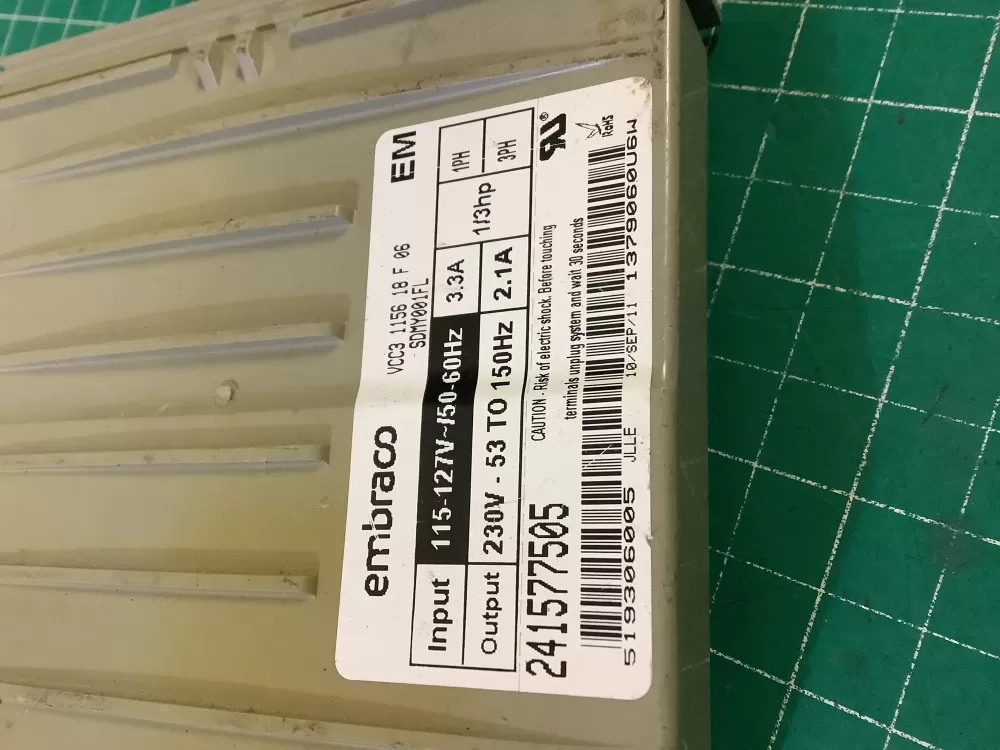 embraco
EM
VCC3 1156 18 F 06
SDMY001FL
Input 115-127V~/50-60Hz 3.3A 1/3hp 1PH
Output 230V - 53 TO 150Hz 2.1A 3PH
241577505
CAUTION - Risk of electric shock. Before touching
terminals unplug system and wait 30 seconds
RoHS
519306005 JLLE 10/SEP/11 1379060U6W